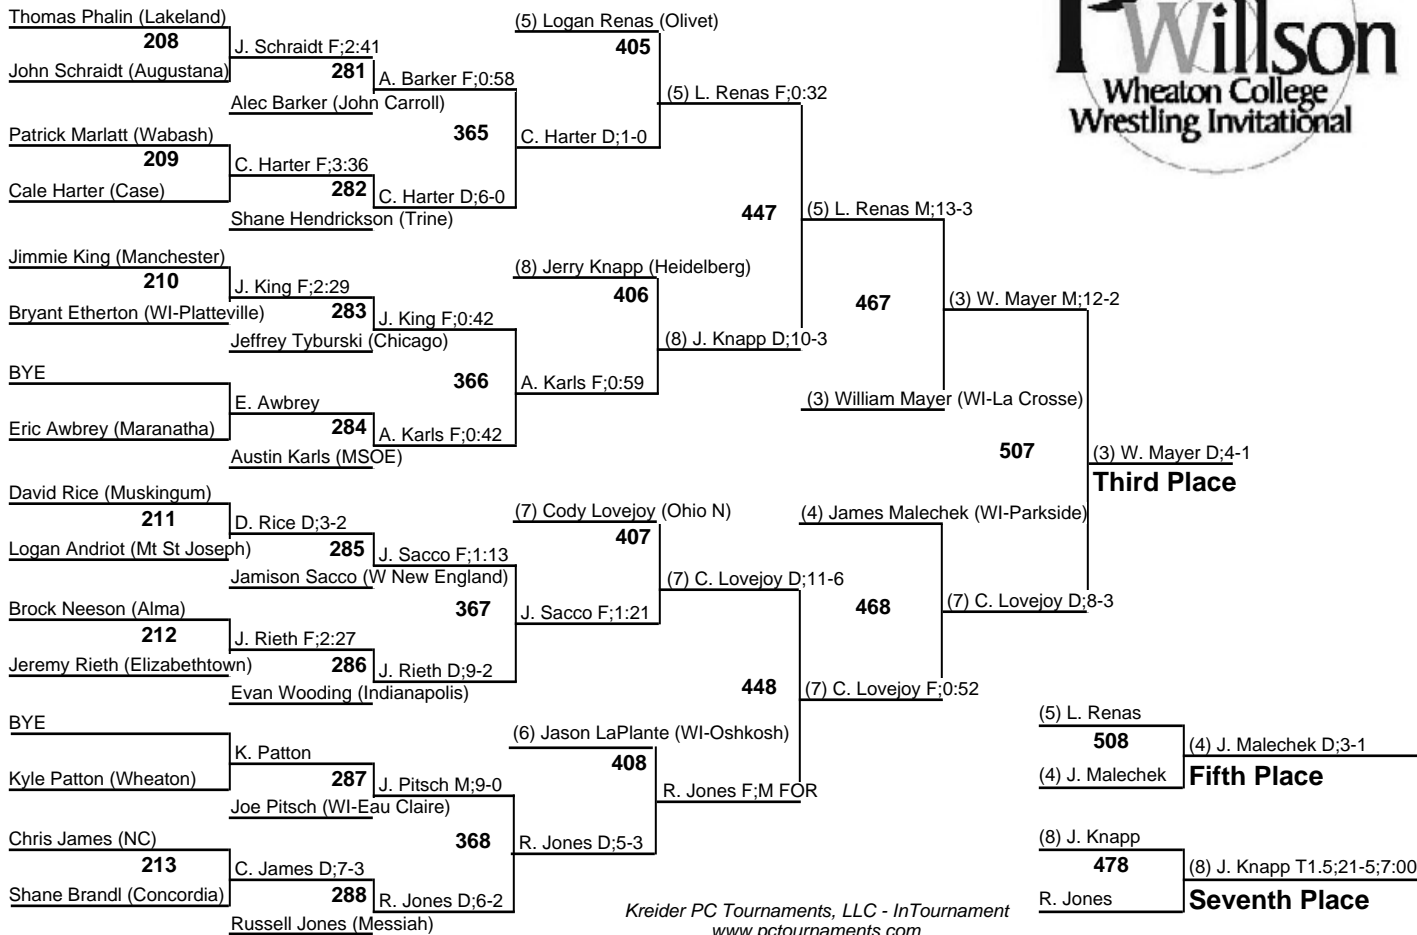 Thomas Phalin (Lakeland)
208
John Schraidt (Augustana)
J. Schraidt F;2:41
281
Alec Barker (John Carroll)
A. Barker F;0:58
Patrick Marlatt (Wabash)
209
Cale Harter (Case)
C. Harter F;3:36
282
Shane Hendrickson (Trine)
C. Harter D;6-0
365
C. Harter D;1-0
(5) Logan Renas (Olivet)
405
(5) L. Renas F;0:32
Jimmie King (Manchester)
210
Bryant Etherton (WI-Platteville)
J. King F;2:29
283
Jeffrey Tyburski (Chicago)
J. King F;0:42
BYE
Eric Awbrey (Maranatha)
E. Awbrey
284
Austin Karls (MSOE)
A. Karls F;0:42
366
A. Karls F;0:59
(8) Jerry Knapp (Heidelberg)
406
(8) J. Knapp D;10-3
447
(5) L. Renas M;13-3
467
(3) William Mayer (WI-La Crosse)
(3) W. Mayer M;12-2
David Rice (Muskingum)
211
Logan Andriot (Mt St Joseph)
D. Rice D;3-2
285
Jamison Sacco (W New England)
J. Sacco F;1:13
Brock Neeson (Alma)
212
Jeremy Rieth (Elizabethtown)
J. Rieth F;2:27
286
Evan Wooding (Indianapolis)
J. Rieth D;9-2
367
J. Sacco F;1:21
(7) Cody Lovejoy (Ohio N)
407
(7) C. Lovejoy D;11-6
BYE
Kyle Patton (Wheaton)
K. Patton
287
Joe Pitsch (WI-Eau Claire)
J. Pitsch M;9-0
Chris James (NC)
213
Shane Brandl (Concordia)
C. James D;7-3
288
Russell Jones (Messiah)
R. Jones D;6-2
368
R. Jones D;5-3
(6) Jason LaPlante (WI-Oshkosh)
408
R. Jones F;M FOR
448
(7) C. Lovejoy F;0:52
(4) James Malechek (WI-Parkside)
468
(7) C. Lovejoy D;8-3
507
(3) W. Mayer D;4-1
Third Place
(5) L. Renas
508
(4) J. Malechek
(4) J. Malechek D;3-1
Fifth Place
(8) J. Knapp
478
R. Jones
(8) J. Knapp T1.5;21-5;7:00
Seventh Place
Willson
Wheaton College
Wrestling Invitational
Kreider PC Tournaments, LLC - InTournament
www.pctournaments.com